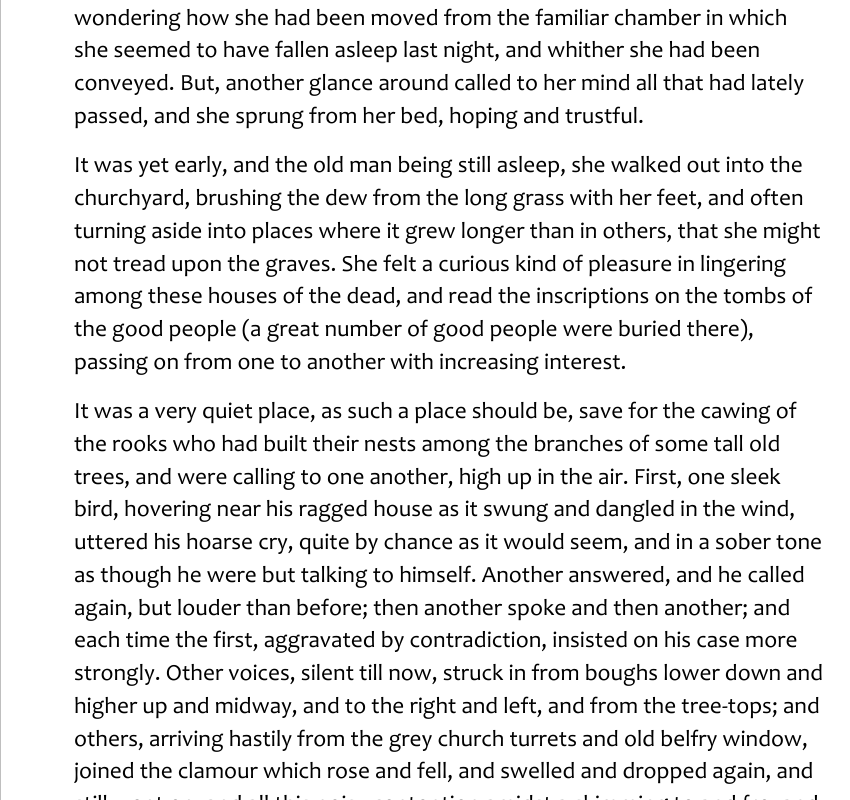 wondering how she had been moved from the familiar chamber in which
she seemed to have fallen asleep last night, and whither she had been
conveyed. But, another glance around called to her mind all that had lately
passed, and she sprung from her bed, hoping and trustful.
It was yet early, and the old man being still asleep, she walked out into the
churchyard, brushing the dew from the long grass with her feet, and often
turning aside into places where it grew longer than in others, that she might
not tread upon the graves. She felt a curious kind of pleasure in lingering
among these houses of the dead, and read the inscriptions on the tombs of
the good people (a great number of good people were buried there),
passing on from one to another with increasing interest.
It was a very quiet place, as such a place should be, save for the cawing of
the rooks who had built their nests among the branches of some tall old
trees, and were calling to one another, high up in the air. First, one sleek
bird, hovering near his ragged house as it swung and dangled in the wind,
uttered his hoarse cry, quite by chance as it would seem, and in a sober tone
as though he were but talking to himself. Another answered, and he called
again, but louder than before; then another spoke and then another; and
each time the first, aggravated by contradiction, insisted on his case more
strongly. Other voices, silent till now, struck in from boughs lower down and
higher up and midway, and to the right and left, and from the tree-tops; and
others, arriving hastily from the grey church turrets and old belfry window,
joined the clamour which rose and fell, and swelled and dropped again, and